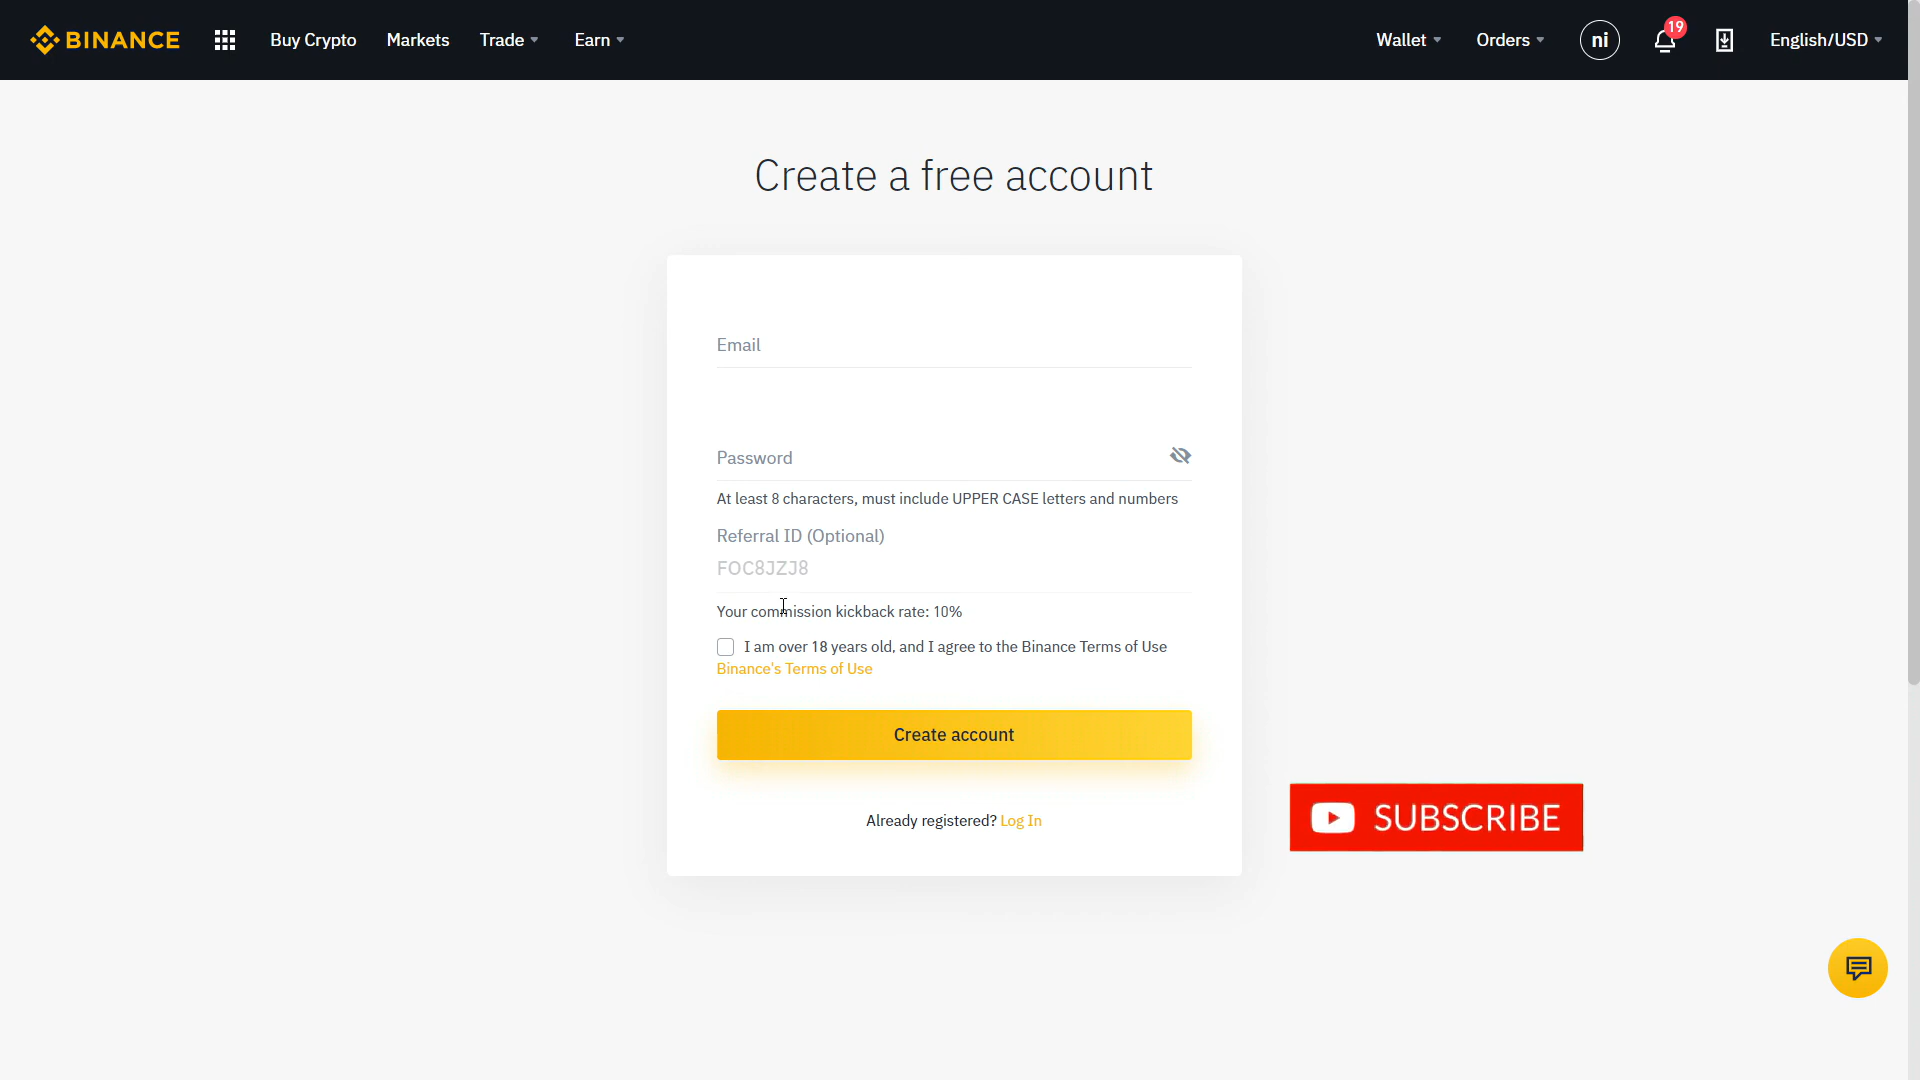 BINANCE Buy Crypto Markets Trade Earn Wallet Orders ni 19 English/USD
Create a free account
Email
Password
At least 8 characters, must include UPPER CASE letters and numbers
Referral ID (Optional)
FOC8JZJ8
Your commission kickback rate: 10%
I am over 18 years old, and I agree to the Binance Terms of Use
Binance's Terms of Use
Create account
Already registered? Log In
SUBSCRIBE